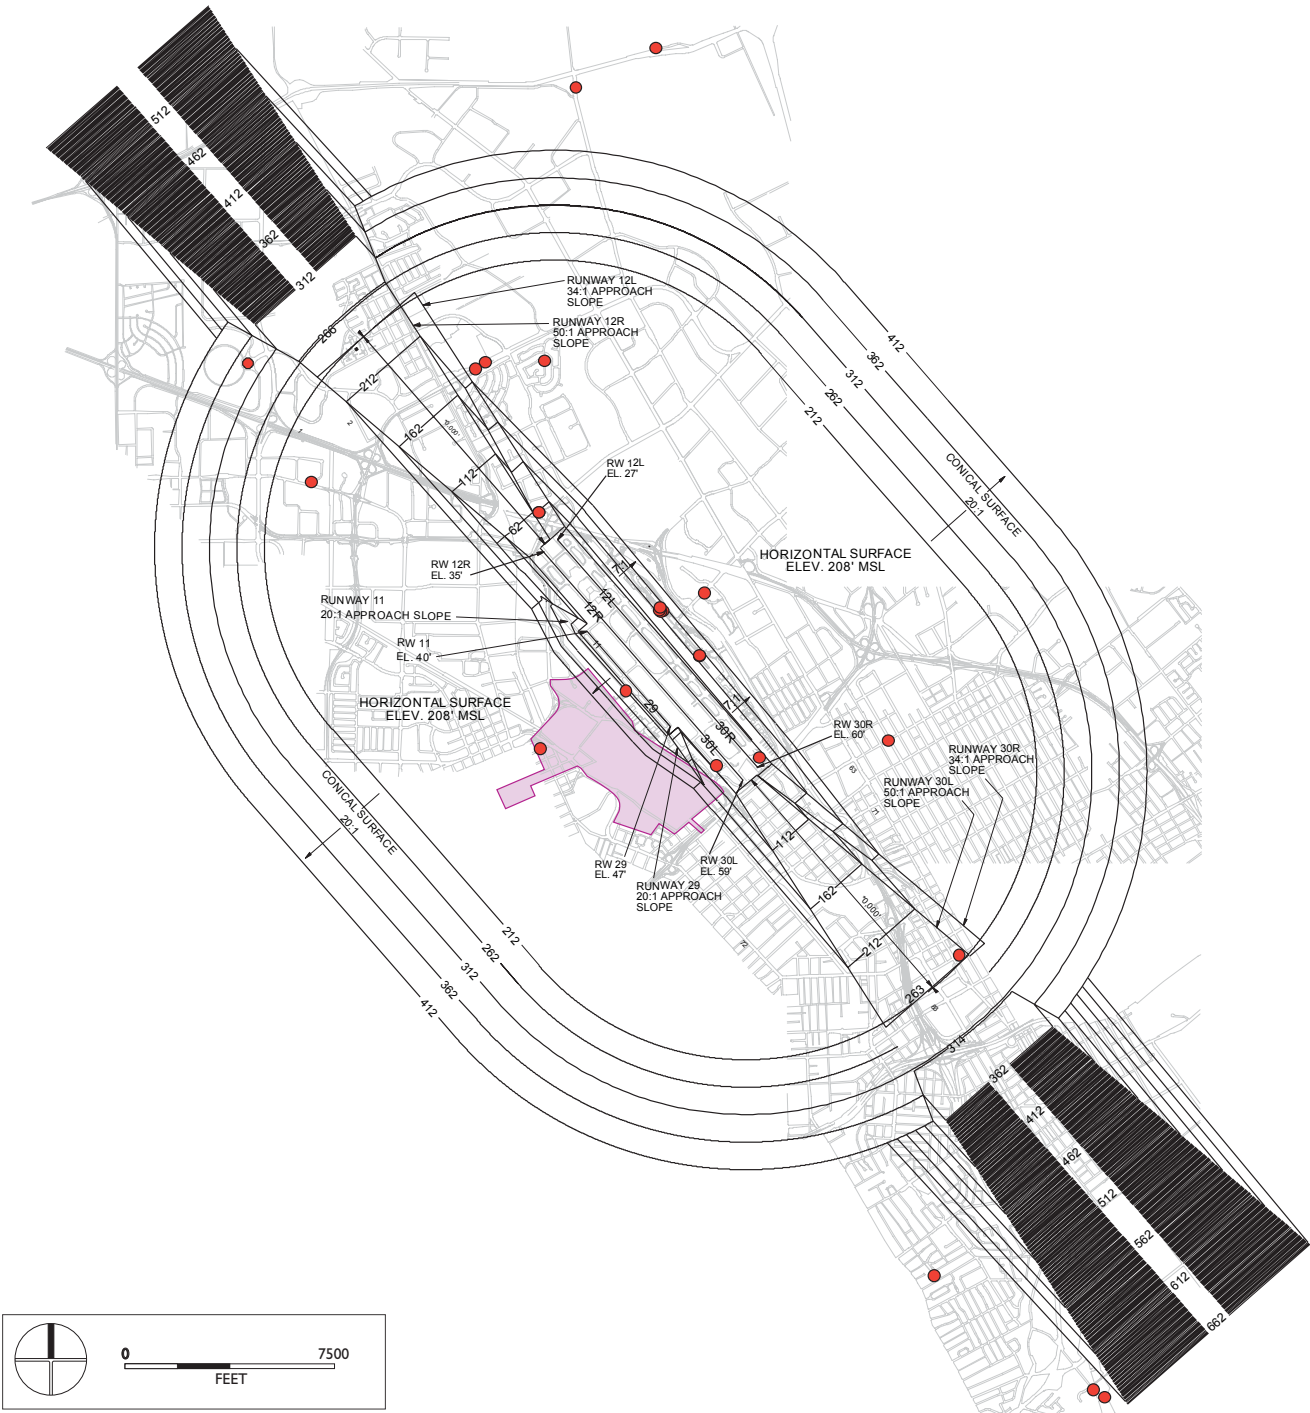 512
462
412
362
312
RUNWAY 12L
34:1 APPROACH
SLOPE
RUNWAY 12R
50:1 APPROACH
SLOPE
266
212
162
112
62
412
362
312
262
212
CONICAL SURFACE
20:1
RW 12L
EL. 27'
HORIZONTAL SURFACE
ELEV. 208' MSL
RW 12R
EL. 35'
7:1
12L
12R
RUNWAY 11
20:1 APPROACH SLOPE
RW 11
EL. 40'
11
HORIZONTAL SURFACE
ELEV. 208' MSL
29
7:1
30R
30L
RW 30R
EL. 60'
RUNWAY 30R
34:1 APPROACH
SLOPE
RUNWAY 30L
50:1 APPROACH
SLOPE
CONICAL SURFACE
20:1
RW 29
EL. 47'
RUNWAY 29
20:1 APPROACH
SLOPE
RW 30L
EL. 59'
112
162
212
263
314
212
262
312
362
412
362
412
462
512
562
612
662
0
7500
FEET